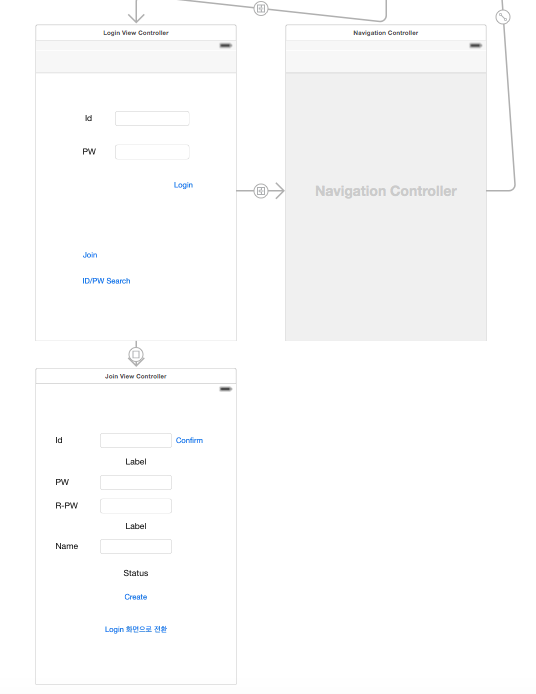 Login View Controller
Id
PW
Login
Join
ID/PW Search
Navigation Controller
Navigation Controller
Join View Controller
Id Confirm
Label
PW
R-PW
Label
Name
Status
Create
Login 화면으로 전환